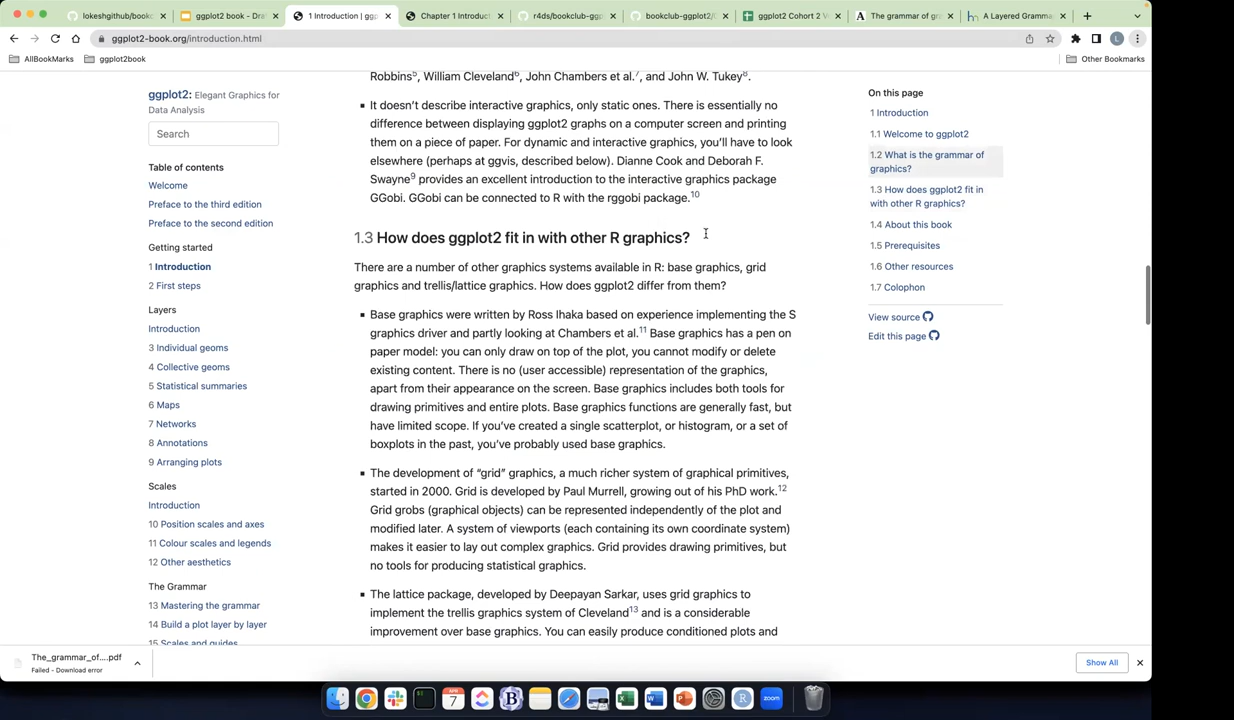 lokeshgithub/book
ggplot2 book - Dra
1 Introduction | gg
Chapter 1 Introduct
r4ds/bookclub-ggp
bookclub-ggplot2/
ggplot2 Cohort 2 V
The grammar of gr
A Layered Gramma
ggplot2-book.org/introduction.html
L
AllBookMarks
ggplot2book
Other Bookmarks
ggplot2: Elegant Graphics for
Data Analysis
Search
Table of contents
Welcome
Preface to the third edition
Preface to the second edition
Getting started
1 Introduction
2 First steps
Layers
Introduction
3 Individual geoms
4 Collective geoms
5 Statistical summaries
6 Maps
7 Networks
8 Annotations
9 Arranging plots
Scales
Introduction
10 Position scales and axes
11 Colour scales and legends
12 Other aesthetics
The Grammar
13 Mastering the grammar
14 Build a plot layer by layer
15 Scales and guides
Robbins5, William Cleveland6, John Chambers et al.7, and John W. Tukey8.
▪ It doesn't describe interactive graphics, only static ones. There is essentially no
difference between displaying ggplot2 graphs on a computer screen and printing
them on a piece of paper. For dynamic and interactive graphics, you'll have to look
elsewhere (perhaps at ggvis, described below). Dianne Cook and Deborah F.
Swayne9 provides an excellent introduction to the interactive graphics package
GGobi. GGobi can be connected to R with the rggobi package.10
1.3 How does ggplot2 fit in with other R graphics?
There are a number of other graphics systems available in R: base graphics, grid
graphics and trellis/lattice graphics. How does ggplot2 differ from them?
▪ Base graphics were written by Ross Ihaka based on experience implementing the S
graphics driver and partly looking at Chambers et al.11 Base graphics has a pen on
paper model: you can only draw on top of the plot, you cannot modify or delete
existing content. There is no (user accessible) representation of the graphics,
apart from their appearance on the screen. Base graphics includes both tools for
drawing primitives and entire plots. Base graphics functions are generally fast, but
have limited scope. If you've created a single scatterplot, or histogram, or a set of
boxplots in the past, you've probably used base graphics.
▪ The development of “grid” graphics, a much richer system of graphical primitives,
started in 2000. Grid is developed by Paul Murrell, growing out of his PhD work.12
Grid grobs (graphical objects) can be represented independently of the plot and
modified later. A system of viewports (each containing its own coordinate system)
makes it easier to lay out complex graphics. Grid provides drawing primitives, but
no tools for producing statistical graphics.
▪ The lattice package, developed by Deepayan Sarkar, uses grid graphics to
implement the trellis graphics system of Cleveland13 and is a considerable
improvement over base graphics. You can easily produce conditioned plots and
On this page
1 Introduction
1.1 Welcome to ggplot2
1.2 What is the grammar of
graphics?
1.3 How does ggplot2 fit in
with other R graphics?
1.4 About this book
1.5 Prerequisites
1.6 Other resources
1.7 Colophon
View source
Edit this page
The_grammar_of....pdf
Failed - Download error
Show All
APR
7
B
R
zoom